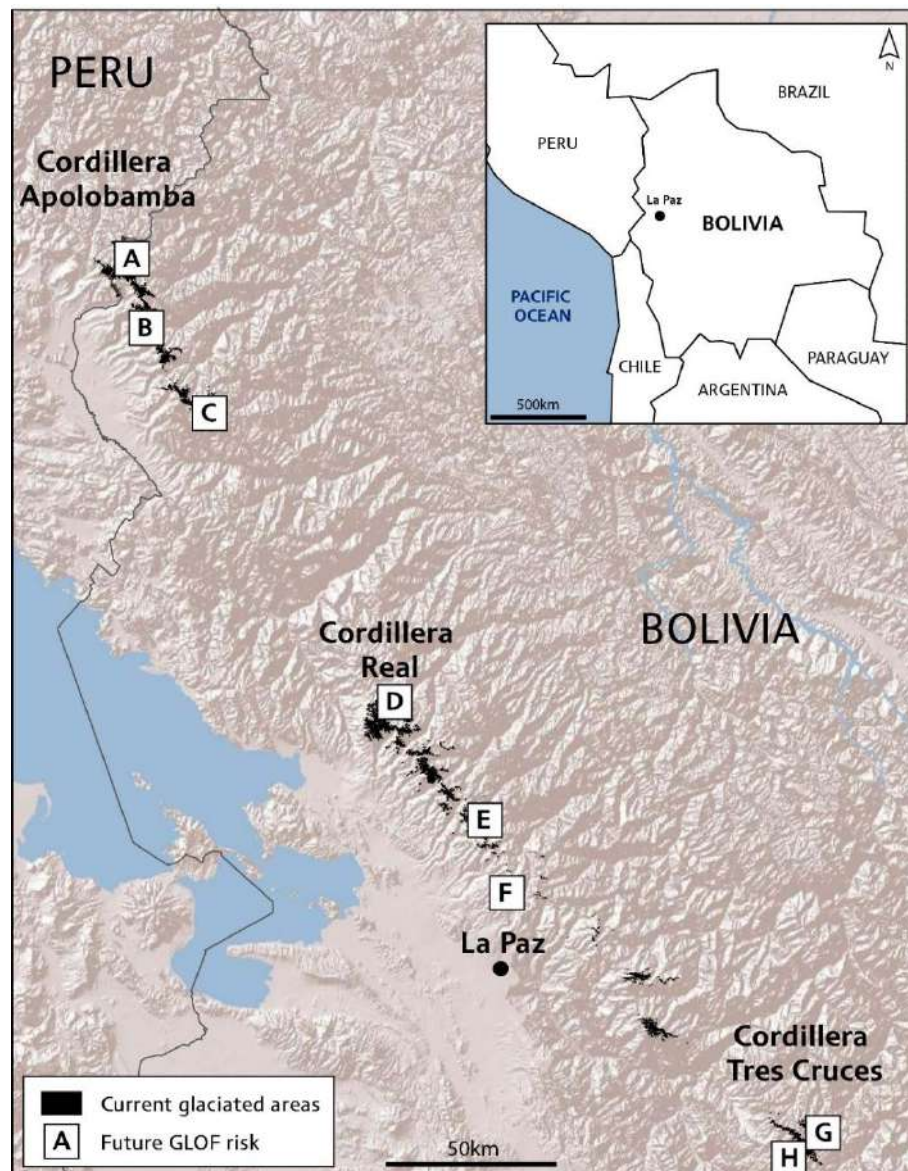 PERU
Cordillera
Apolobamba
A
B
C
N
BRAZIL
PERU
La Paz
BOLIVIA
PACIFIC
OCEAN
CHILE
PARAGUAY
ARGENTINA
500km
BOLIVIA
Cordillera
Real
D
E
F
La Paz
Cordillera
Tres Cruces
G
H
Current glaciated areas
A Future GLOF risk
50km